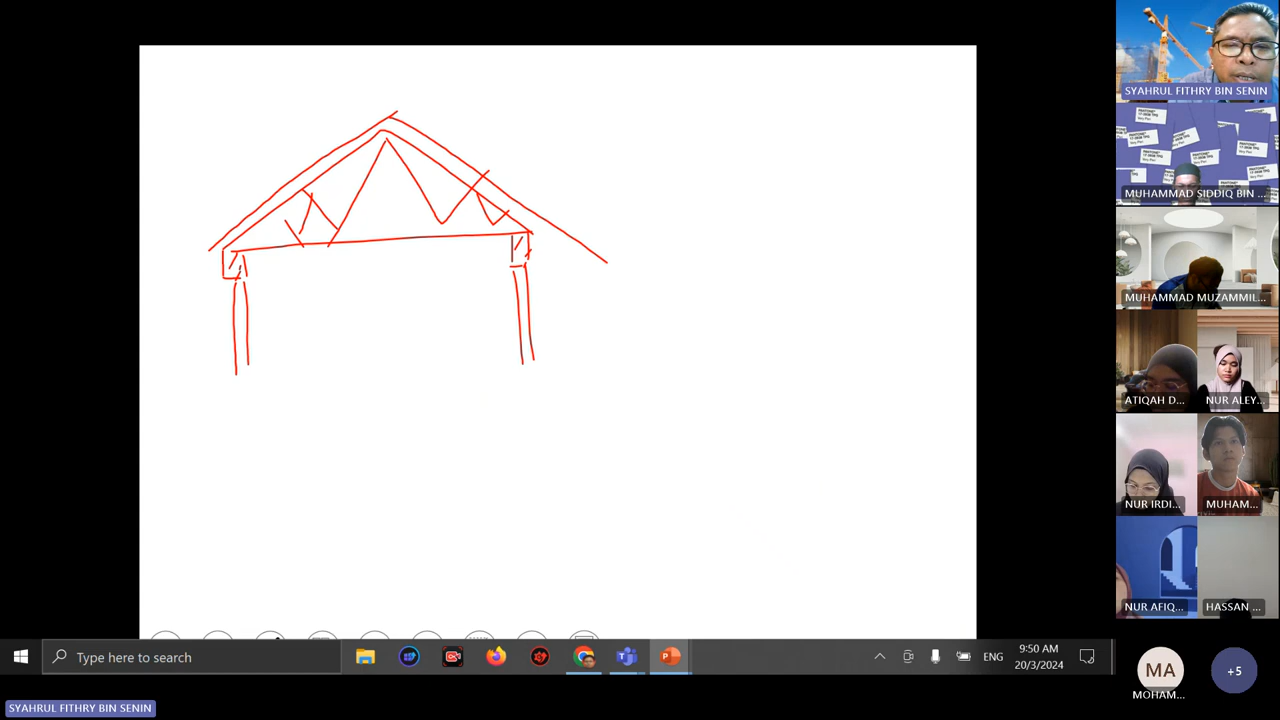 SYAHRUL FITHRY BIN SENIN
MUHAMMAD SIDDIQ BIN ...
MUHAMMAD MUZAMMIL...
ATIQAH D...
NUR ALEY...
NUR IRDI...
MUHAM...
NUR AFIQ...
HASSAN ...
MA
MOHAM...
+5
Type here to search
ENG
9:50 AM
20/3/2024
SYAHRUL FITHRY BIN SENIN